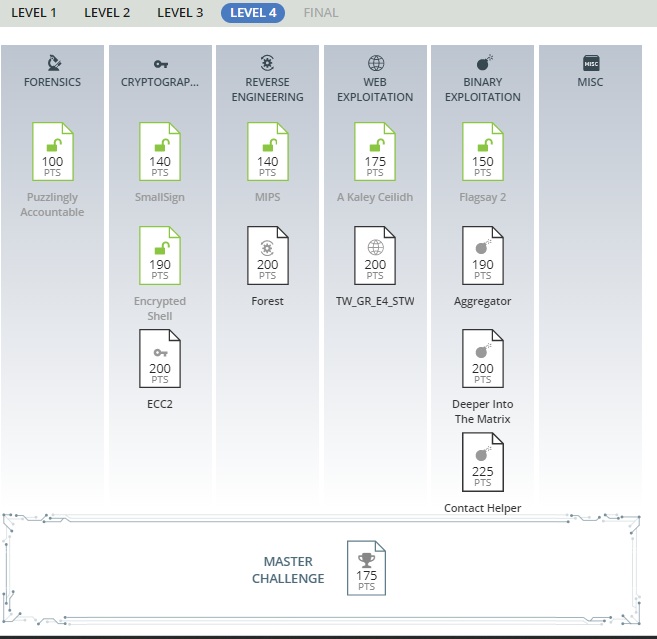 LEVEL 1 LEVEL 2 LEVEL 3 LEVEL 4 FINAL
FORENSICS
CRYPTOGRAP...
REVERSE
ENGINEERING
WEB
EXPLOITATION
BINARY
EXPLOITATION
MISC
MISC
100
PTS
Puzzlingly
Accountable
140
PTS
SmallSign
140
PTS
MIPS
175
PTS
A Kaley Ceilidh
150
PTS
Flagsay 2
190
PTS
Encrypted
Shell
200
PTS
Forest
200
PTS
TW_GR_E4_STW
190
PTS
Aggregator
200
PTS
ECC2
200
PTS
Deeper Into
The Matrix
225
PTS
Contact Helper
MASTER
CHALLENGE
175
PTS